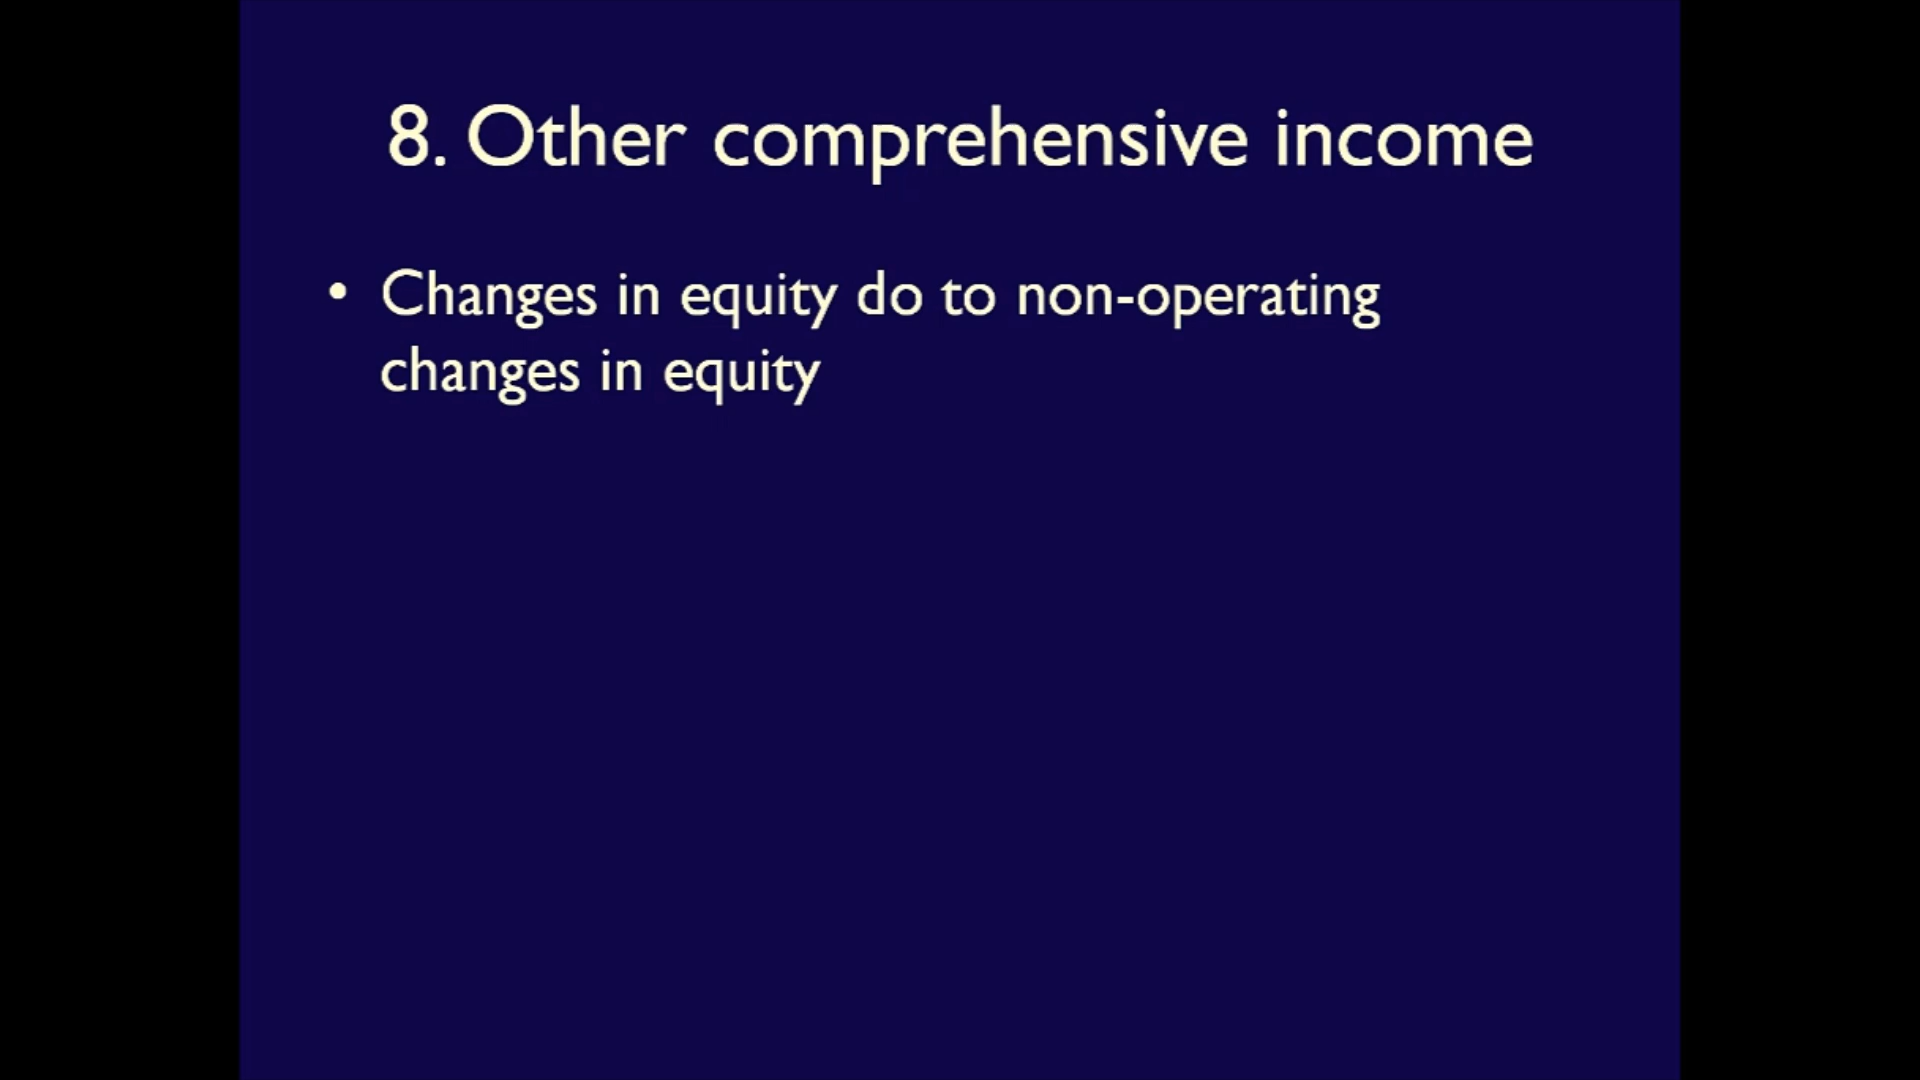 8. Other comprehensive income
• Changes in equity do to non-operating
changes in equity